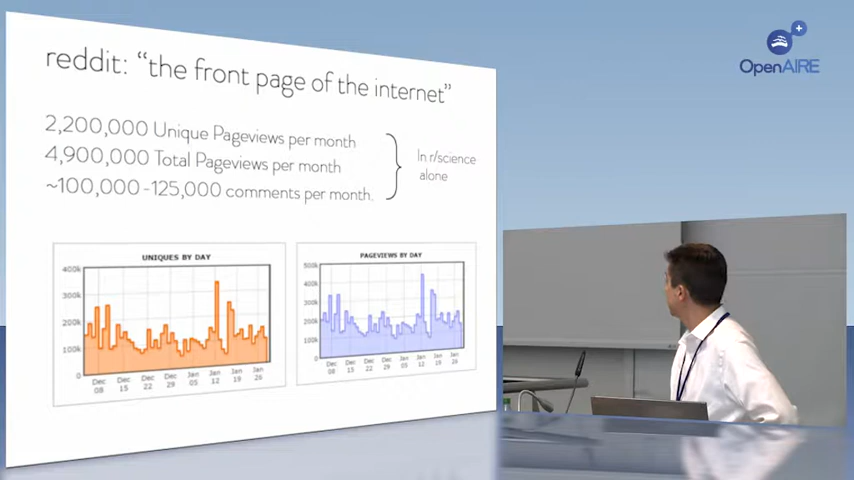 reddit: “the front page of the internet”
2,200,000 Unique Pageviews per month
4,900,000 Total Pageviews per month
~100,000-125,000 comments per month.
In r/science
alone
UNIQUES BY DAY
400k
300k
200k
100k
0
Dec 08 Dec 15 Dec 22 Dec 29 Jan 05 Jan 12 Jan 19 Jan 26
PAGEVIEWS BY DAY
500k
400k
300k
200k
100k
0
Dec 08 Dec 15 Dec 22 Dec 29 Jan 05 Jan 12 Jan 19 Jan 26
OpenAIRE